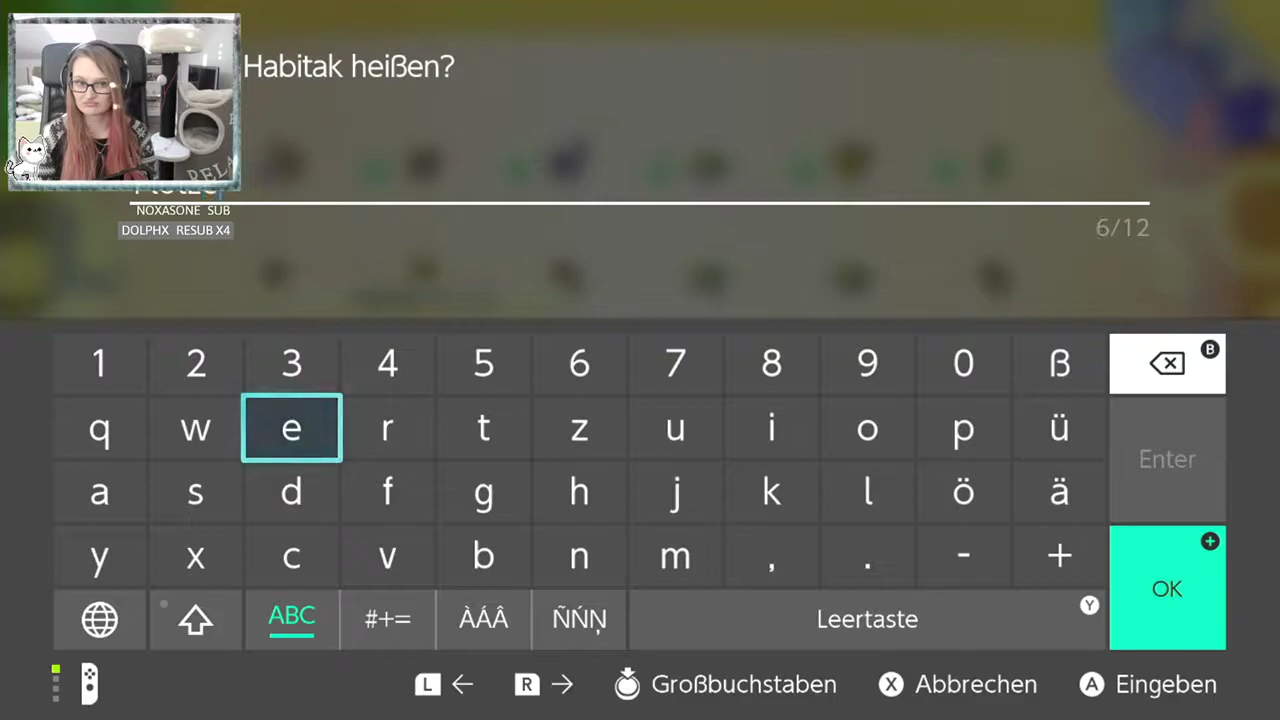 Habitak heißen?
NOXASONE SUB
DOLPHX RESUB X4
6/12
RELA
1 2 3 4 5 6 7 8 9 0 ß
B
q w e r t z u i o p ü
Enter
a s d f g h j k l ö ä
y x c v b n m , . - +
+
OK
ABC #+= ÀÁÂ ÑŃŅ Leertaste Y
L ← R → Großbuchstaben X Abbrechen A Eingeben